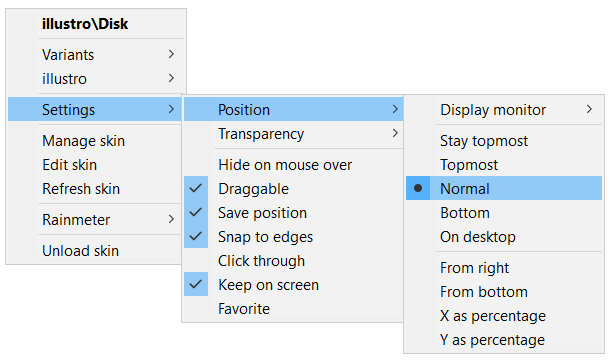 illustro\Disk
Variants
illustro
Settings
Manage skin
Edit skin
Refresh skin
Rainmeter
Unload skin
Position
Transparency
Hide on mouse over
Draggable
Save position
Snap to edges
Click through
Keep on screen
Favorite
Display monitor
Stay topmost
Topmost
Normal
Bottom
On desktop
From right
From bottom
X as percentage
Y as percentage